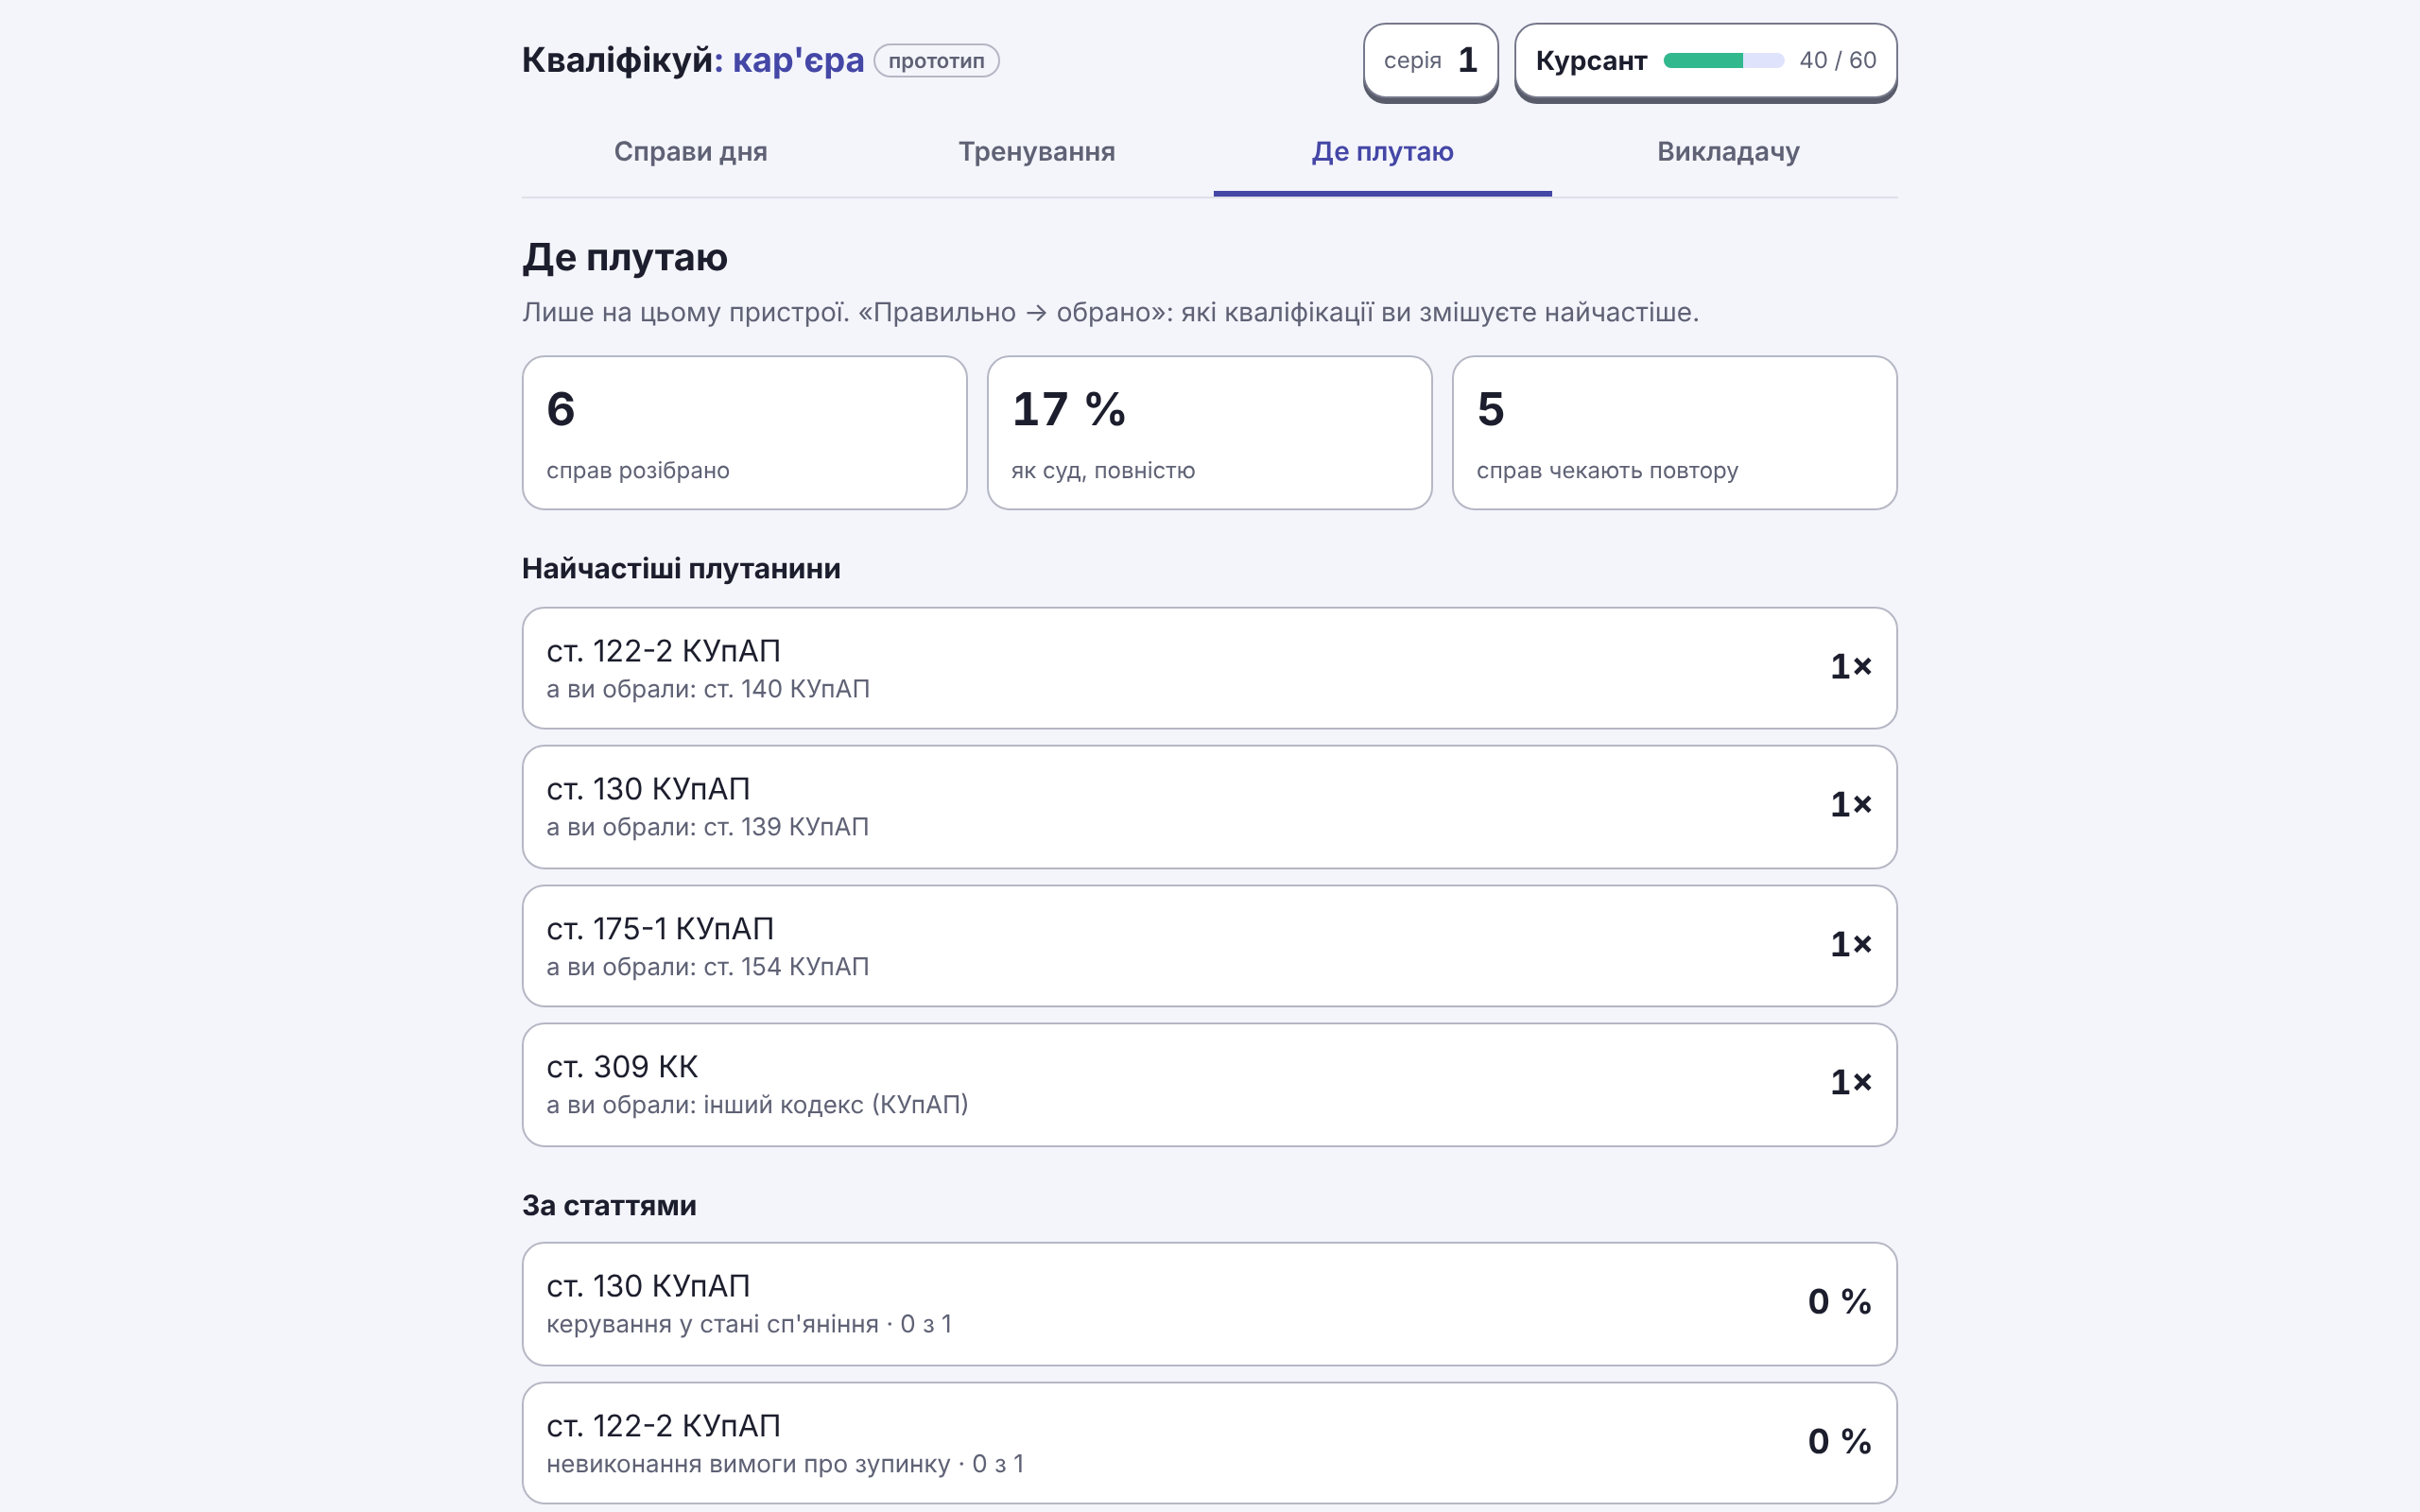 Кваліфікуй: кар'єра прототип
серія 1
Курсант 40 / 60
Справи дня
Тренування
Де плутаю
Викладачу
Де плутаю
Лише на цьому пристрої. «Правильно → обрано»: які кваліфікації ви змішуєте найчастіше.
6
справ розібрано
17 %
як суд, повністю
5
справ чекають повтору
Найчастіші плутанини
ст. 122-2 КУпАП
а ви обрали: ст. 140 КУпАП
1×
ст. 130 КУпАП
а ви обрали: ст. 139 КУпАП
1×
ст. 175-1 КУпАП
а ви обрали: ст. 154 КУпАП
1×
ст. 309 КК
а ви обрали: інший кодекс (КУпАП)
1×
За статтями
ст. 130 КУпАП
керування у стані сп'яніння · 0 з 1
0 %
ст. 122-2 КУпАП
невиконання вимоги про зупинку · 0 з 1
0 %